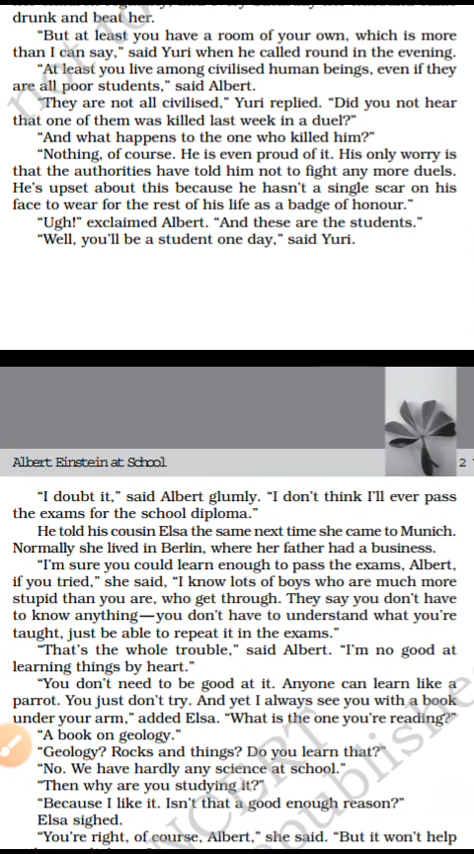 drunk and beat her.
“But at least you have a room of your own, which is more
than I can say,” said Yuri when he called round in the evening.
“At least you live among civilised human beings, even if they
are all poor students,” said Albert.
“They are not all civilised,” Yuri replied. “Did you not hear
that one of them was killed last week in a duel?”
“And what happens to the one who killed him?”
“Nothing, of course. He is even proud of it. His only worry is
that the authorities have told him not to fight any more duels.
He’s upset about this because he hasn’t a single scar on his
face to wear for the rest of his life as a badge of honour.”
“Ugh!” exclaimed Albert. “And these are the students.”
“Well, you’ll be a student one day,” said Yuri.
Albert Einstein at School 2
“I doubt it,” said Albert glumly. “I don’t think I’ll ever pass
the exams for the school diploma.”
He told his cousin Elsa the same next time she came to Munich.
Normally she lived in Berlin, where her father had a business.
“I’m sure you could learn enough to pass the exams, Albert,
if you tried,” she said, “I know lots of boys who are much more
stupid than you are, who get through. They say you don’t have
to know anything—you don’t have to understand what you’re
taught, just be able to repeat it in the exams.”
“That’s the whole trouble,” said Albert. “I’m no good at
learning things by heart.”
“You don’t need to be good at it. Anyone can learn like a
parrot. You just don’t try. And yet I always see you with a book
under your arm,” added Elsa. “What is the one you’re reading?”
“A book on geology.”
“Geology? Rocks and things? Do you learn that?”
“No. We have hardly any science at school.”
“Then why are you studying it?”
“Because I like it. Isn’t that a good enough reason?”
Elsa sighed.
“You’re right, of course, Albert,” she said. “But it won’t help
not to
NCERT
republished